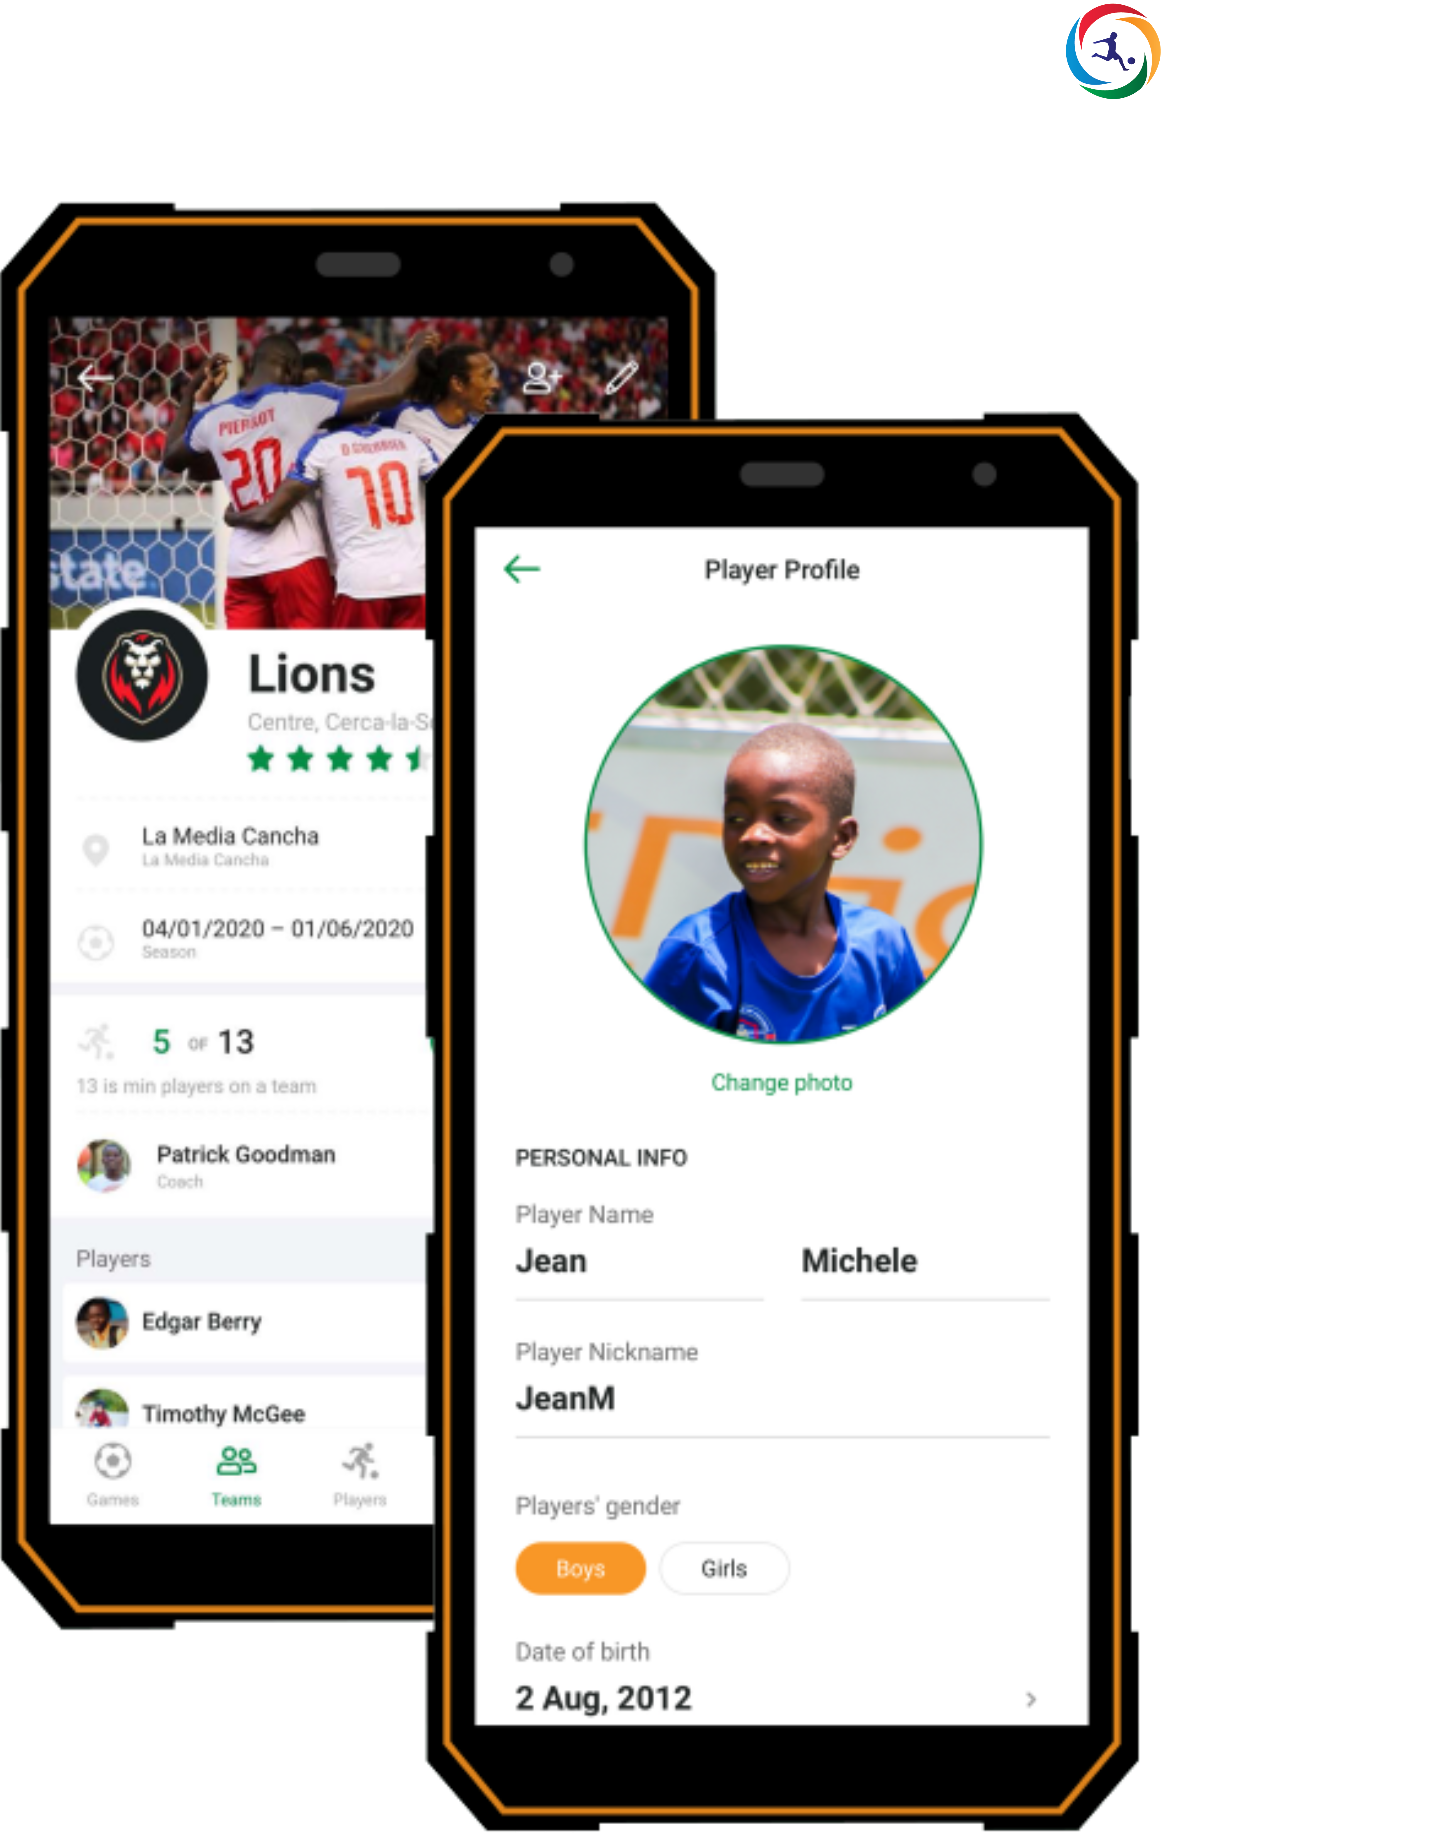 PIERROT
20
10
state
Lions
Centre, Cerca-la-S
La Media Cancha
La Media Cancha
04/01/2020 – 01/06/2020
Season
5 OF 13
13 is min players on a team
Patrick Goodman
Coach
Players
Edgar Berry
Timothy McGee
Games
Teams
Players
Player Profile
Change photo
PERSONAL INFO
Player Name
Jean Michele
Player Nickname
JeanM
Players' gender
Boys Girls
Date of birth
2 Aug, 2012